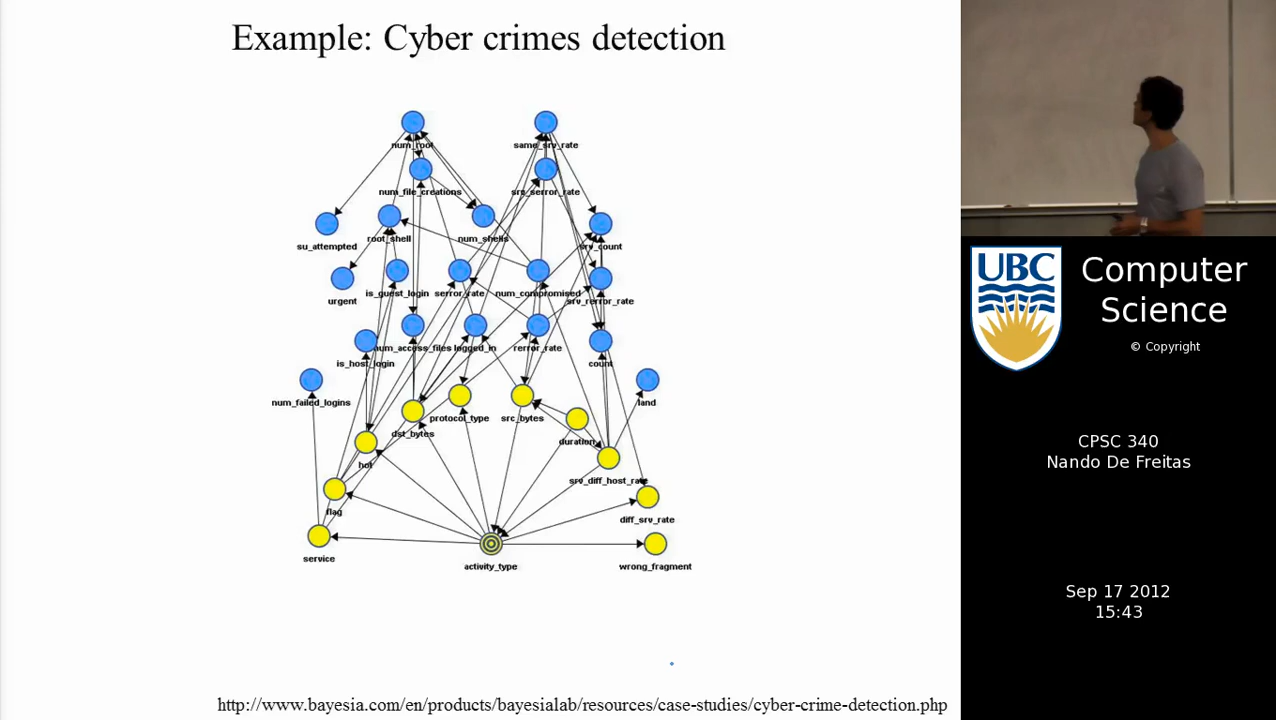 Example: Cyber crimes detection
num_root
same_srv_rate
num_file_creations
srv_serror_rate
su_attempted
root_shell
num_shells
srv_count
urgent
is_guest_login
serror_rate
num_compromised
srv_rerror_rate
is_host_login
num_access_files
logged_in
rerror_rate
count
num_failed_logins
land
dst_bytes
protocol_type
src_bytes
duration
hot
srv_diff_host_rate
flag
diff_srv_rate
service
activity_type
wrong_fragment
http://www.bayesia.com/en/products/bayesialab/resources/case-studies/cyber-crime-detection.php
UBC
Computer
Science
© Copyright
CPSC 340
Nando De Freitas
Sep 17 2012
15:43